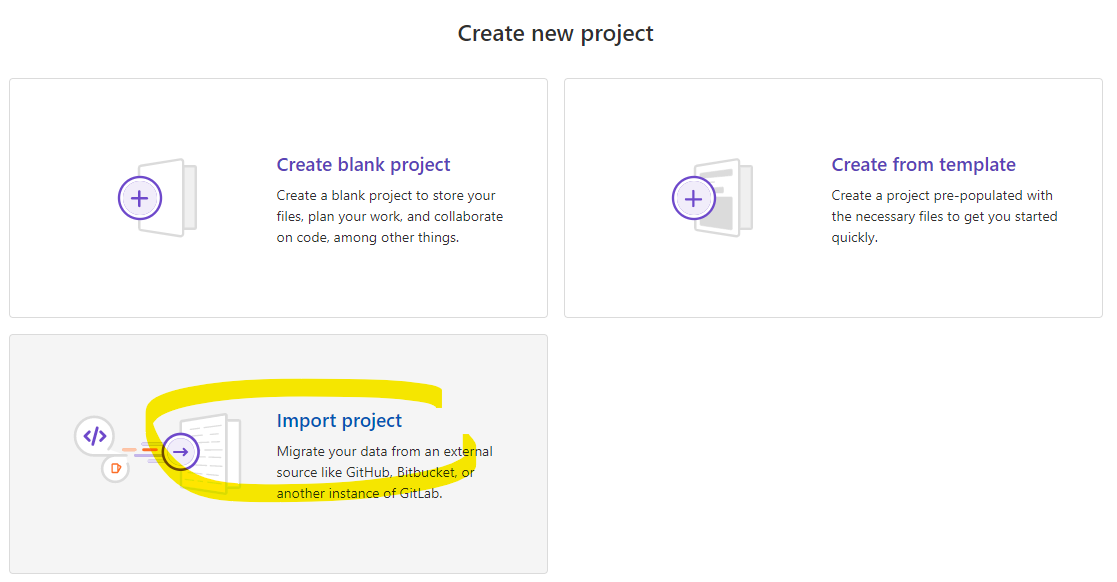 Create new project
Create blank project
Create a blank project to store your
files, plan your work, and collaborate
on code, among other things.
Create from template
Create a project pre-populated with
the necessary files to get you started
quickly.
Import project
Migrate your data from an external
source like GitHub, Bitbucket, or
another instance of GitLab.